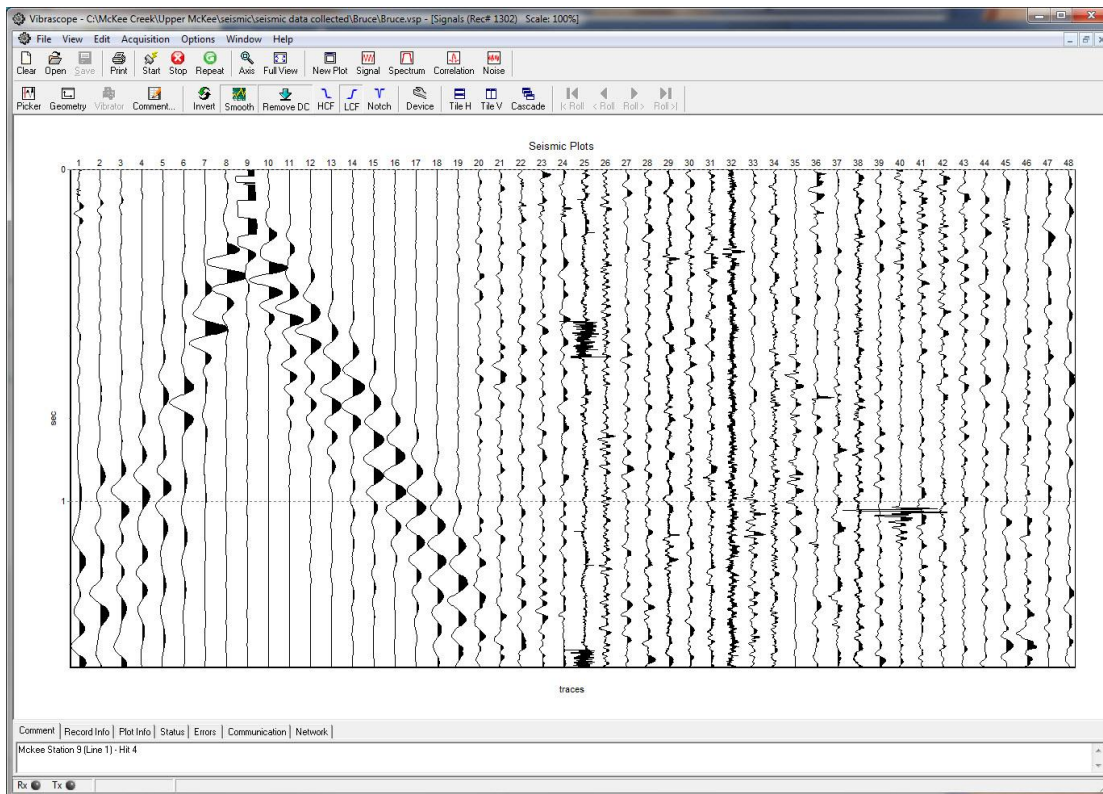 Vibrascope - C:\McKee Creek\Upper McKee\seismic\seismic data collected\Bruce\Bruce.vsp - [Signals (Rec# 1302)  Scale: 100%]
File View Edit Acquisition Options Window Help
Clear Open Save Print Start Stop Repeat Axis Full View New Plot Signal Spectrum Correlation Noise
Picker Geometry Vibrator Comment... Invert Smooth Remove DC HCF LCF Notch Device Tile H Tile V Cascade |< Roll < Roll Roll > Roll >|
Seismic Plots
1 2 3 4 5 6 7 8 9 10 11 12 13 14 15 16 17 18 19 20 21 22 23 24 25 26 27 28 29 30 31 32 33 34 35 36 37 38 39 40 41 42 43 44 45 46 47 48
0
sec
1
traces
Comment Record Info Plot Info Status Errors Communication Network
Mckee Station 9 (Line 1) - Hit 4
Rx Tx